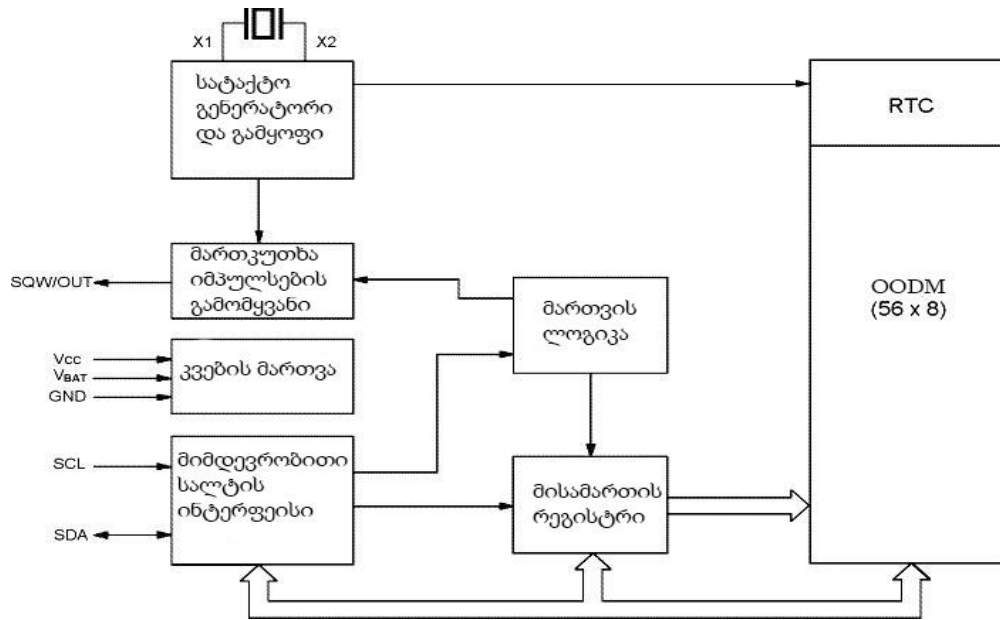 X1
X2
სატაქტო
გენერატორი
და გამყოფი
RTC
მართკუთხა
იმპულსების
გამომყვანი
SQW/OUT
OODM
(56 x 8)
მართვის
ლოგიკა
Vcc
VBAT
GND
კვების მართვა
SCL
SDA
მიმდევრობითი
სალტის
ინტერფეისი
მისამართის
რეგისტრი